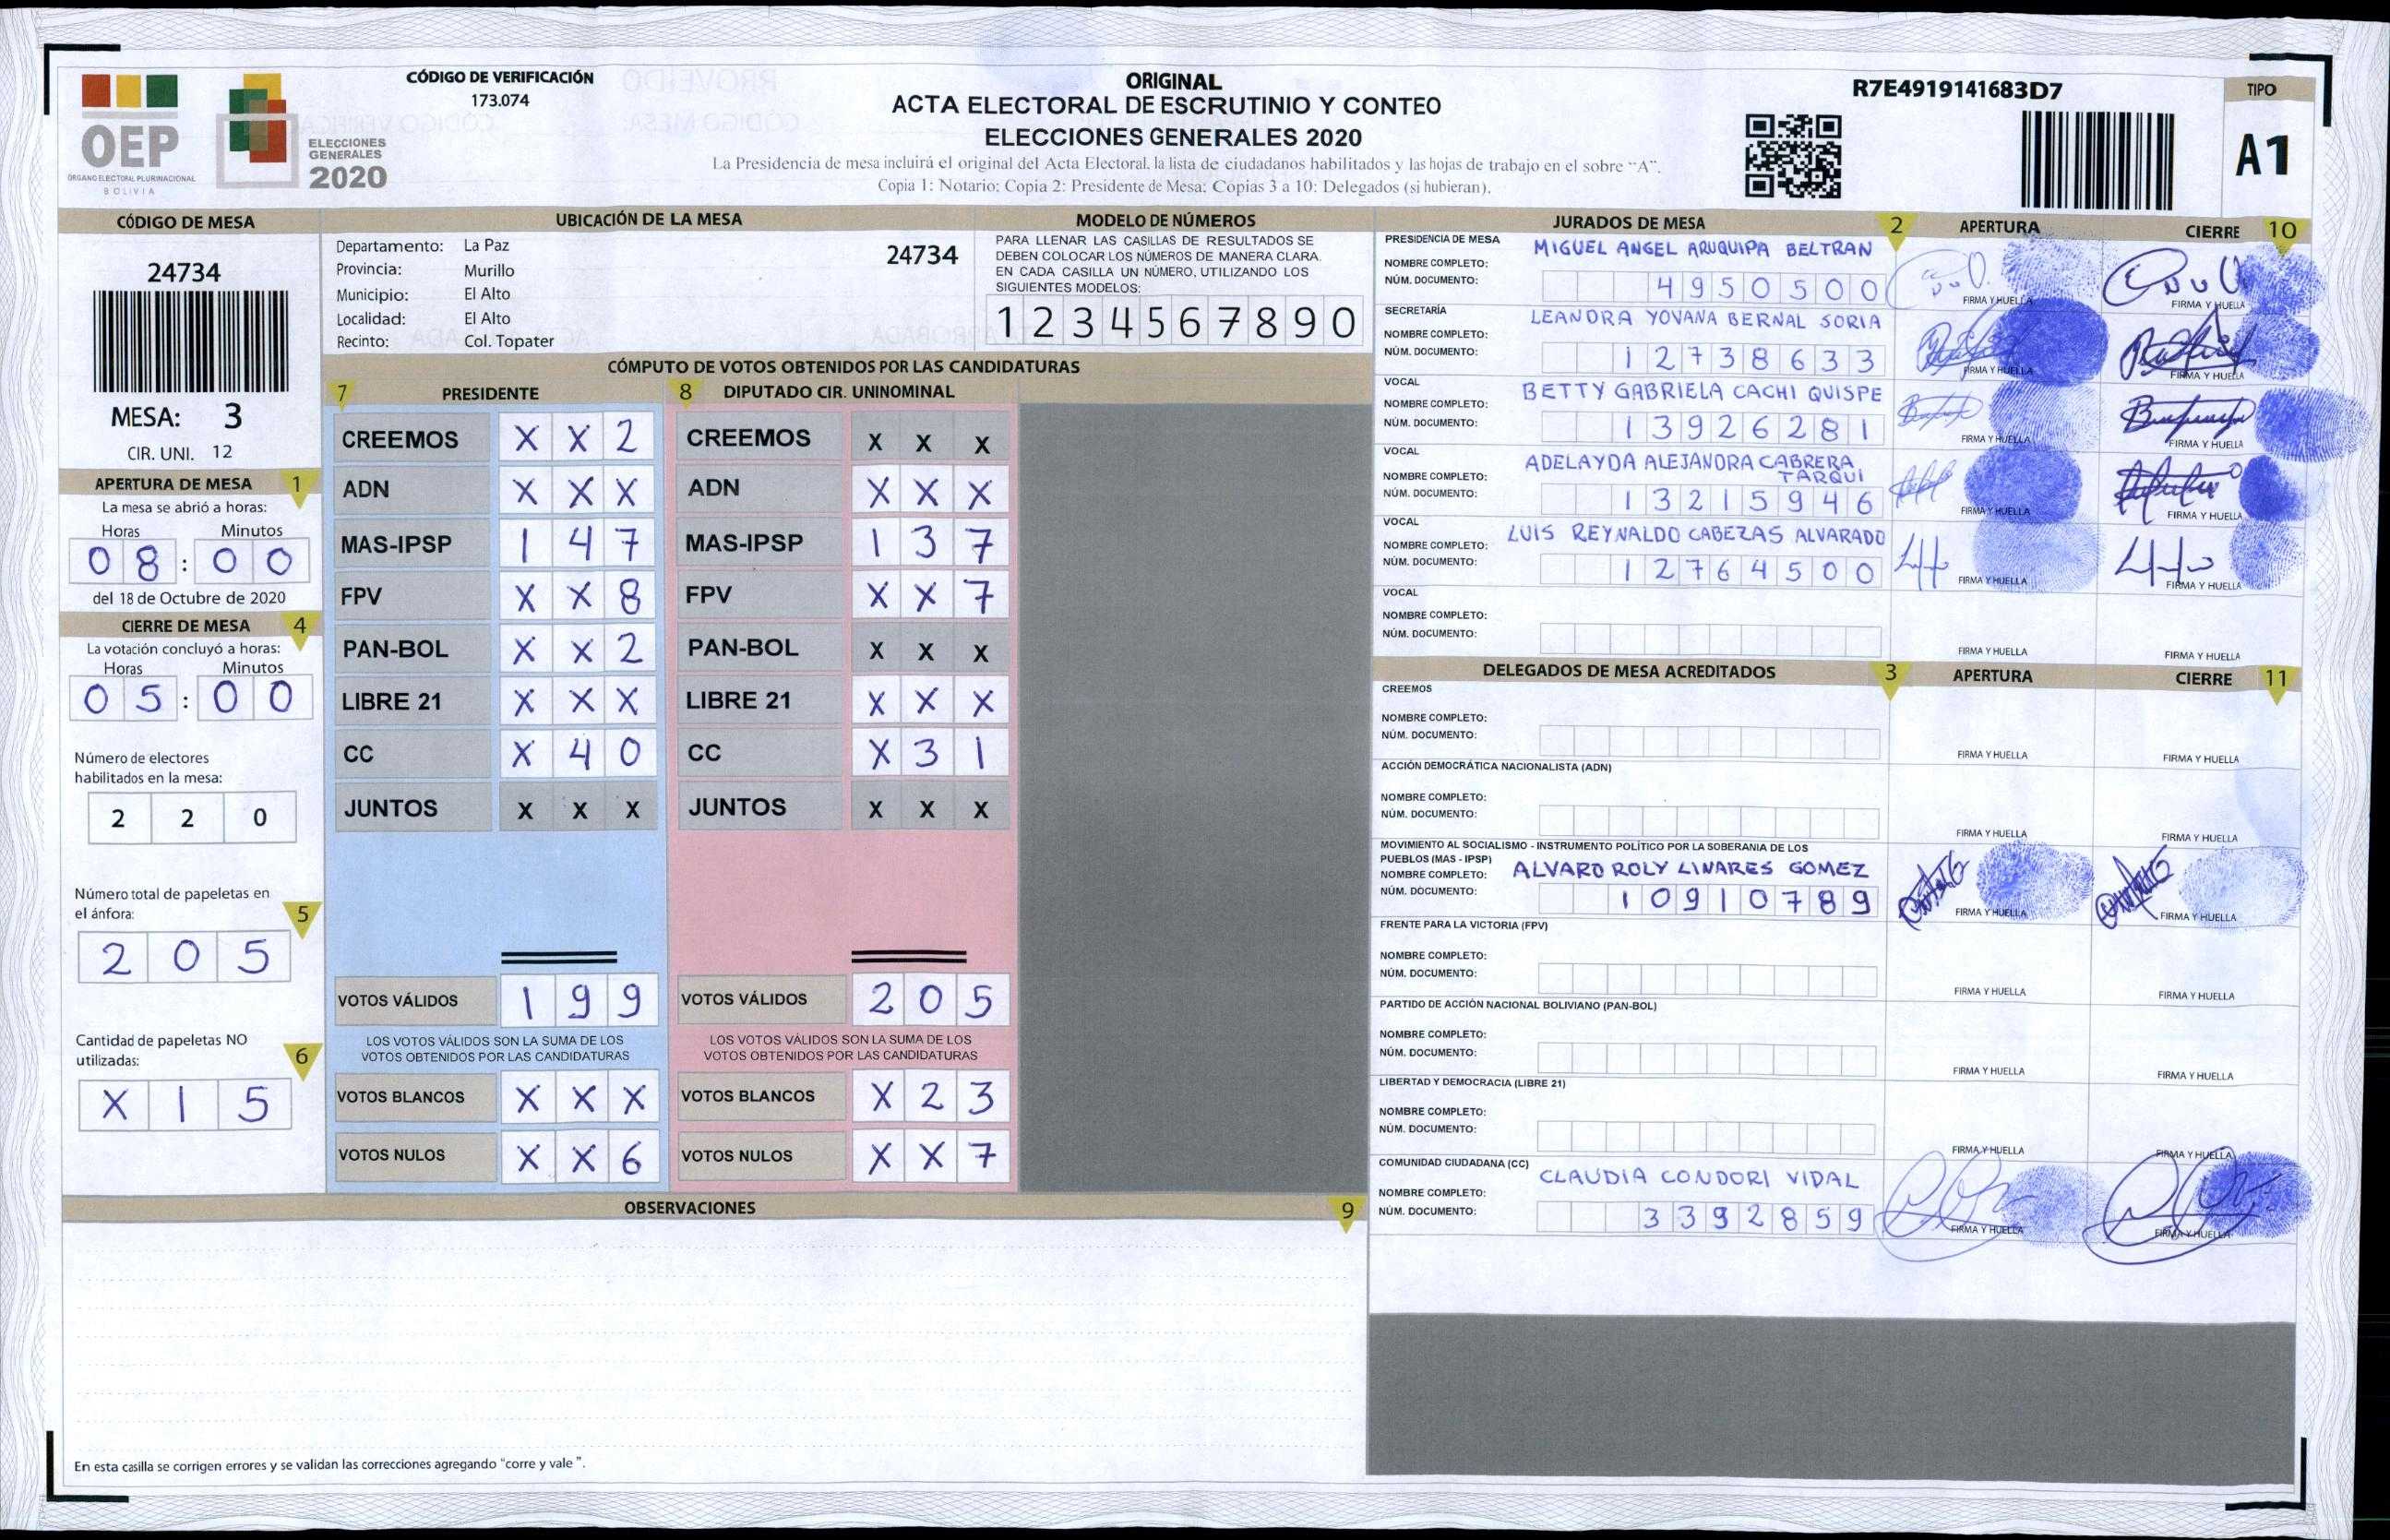 OEP
ÓRGANO ELECTORAL PLURINACIONAL
BOLIVIA
ELECCIONES
GENERALES
2020
CÓDIGO DE VERIFICACIÓN
173.074
ORIGINAL
ACTA ELECTORAL DE ESCRUTINIO Y CONTEO
ELECCIONES GENERALES 2020
La Presidencia de mesa incluirá el original del Acta Electoral, la lista de ciudadanos habilitados y las hojas de trabajo en el sobre "A".
Copia 1: Notario; Copia 2: Presidente de Mesa; Copias 3 a 10: Delegados (si hubieran).
R7E4919141683D7
TIPO
A1
CÓDIGO DE MESA
24734
MESA: 3
CIR. UNI. 12
APERTURA DE MESA 1
La mesa se abrió a horas:
Horas Minutos
08:00
del 18 de Octubre de 2020
CIERRE DE MESA 4
La votación concluyó a horas:
Horas Minutos
05:00
Número de electores
habilitados en la mesa:
2 2 0
Número total de papeletas en
el ánfora: 5
2 0 5
Cantidad de papeletas NO
utilizadas: 6
X 1 5
UBICACIÓN DE LA MESA
Departamento: La Paz 24734
Provincia: Murillo
Municipio: El Alto
Localidad: El Alto
Recinto: Col. Topater
MODELO DE NÚMEROS
PARA LLENAR LAS CASILLAS DE RESULTADOS SE
DEBEN COLOCAR LOS NÚMEROS DE MANERA CLARA.
EN CADA CASILLA UN NÚMERO, UTILIZANDO LOS
SIGUIENTES MODELOS:
1 2 3 4 5 6 7 8 9 0
CÓMPUTO DE VOTOS OBTENIDOS POR LAS CANDIDATURAS
7 PRESIDENTE 8 DIPUTADO CIR. UNINOMINAL
CREEMOS X X 2 CREEMOS X X X
ADN X X X ADN X X X
MAS-IPSP 1 4 7 MAS-IPSP 1 3 7
FPV X X 8 FPV X X 7
PAN-BOL X X 2 PAN-BOL X X X
LIBRE 21 X X X LIBRE 21 X X X
CC X 4 0 CC X 3 1
JUNTOS X X X JUNTOS X X X
VOTOS VÁLIDOS 1 9 9 VOTOS VÁLIDOS 2 0 5
LOS VOTOS VÁLIDOS SON LA SUMA DE LOS LOS VOTOS VÁLIDOS SON LA SUMA DE LOS
VOTOS OBTENIDOS POR LAS CANDIDATURAS VOTOS OBTENIDOS POR LAS CANDIDATURAS
VOTOS BLANCOS X X X VOTOS BLANCOS X 2 3
VOTOS NULOS X X 6 VOTOS NULOS X X 7
OBSERVACIONES 9
En esta casilla se corrigen errores y se validan las correcciones agregando "corre y vale".
JURADOS DE MESA 2 APERTURA CIERRE 10
PRESIDENCIA DE MESA MIGUEL ANGEL ARUQUIPA BELTRAN
NOMBRE COMPLETO:
NÚM. DOCUMENTO: 4950500
FIRMA Y HUELLA FIRMA Y HUELLA
SECRETARÍA LEANDRA YOVANA BERNAL SORIA
NOMBRE COMPLETO:
NÚM. DOCUMENTO: 12738633
FIRMA Y HUELLA FIRMA Y HUELLA
VOCAL BETTY GABRIELA CACHI QUISPE
NOMBRE COMPLETO:
NÚM. DOCUMENTO: 13926281
FIRMA Y HUELLA FIRMA Y HUELLA
VOCAL ADELAYDA ALEJANDRA CABRERA
NOMBRE COMPLETO: TARQUI
NÚM. DOCUMENTO: 13215946
FIRMA Y HUELLA FIRMA Y HUELLA
VOCAL LUIS REYNALDO CABEZAS ALVARADO
NOMBRE COMPLETO:
NÚM. DOCUMENTO: 12764500
FIRMA Y HUELLA FIRMA Y HUELLA
VOCAL
NOMBRE COMPLETO:
NÚM. DOCUMENTO:
FIRMA Y HUELLA FIRMA Y HUELLA
DELEGADOS DE MESA ACREDITADOS 3 APERTURA CIERRE 11
CREEMOS
NOMBRE COMPLETO:
NÚM. DOCUMENTO:
FIRMA Y HUELLA FIRMA Y HUELLA
ACCIÓN DEMOCRÁTICA NACIONALISTA (ADN)
NOMBRE COMPLETO:
NÚM. DOCUMENTO:
FIRMA Y HUELLA FIRMA Y HUELLA
MOVIMIENTO AL SOCIALISMO - INSTRUMENTO POLÍTICO POR LA SOBERANIA DE LOS
PUEBLOS (MAS - IPSP)
NOMBRE COMPLETO: ALVARO ROLY LINARES GOMEZ
NÚM. DOCUMENTO: 10910789
FIRMA Y HUELLA FIRMA Y HUELLA
FRENTE PARA LA VICTORIA (FPV)
NOMBRE COMPLETO:
NÚM. DOCUMENTO:
FIRMA Y HUELLA FIRMA Y HUELLA
PARTIDO DE ACCIÓN NACIONAL BOLIVIANO (PAN-BOL)
NOMBRE COMPLETO:
NÚM. DOCUMENTO:
FIRMA Y HUELLA FIRMA Y HUELLA
LIBERTAD Y DEMOCRACIA (LIBRE 21)
NOMBRE COMPLETO:
NÚM. DOCUMENTO:
FIRMA Y HUELLA FIRMA Y HUELLA
COMUNIDAD CIUDADANA (CC) CLAUDIA CONDORI VIDAL
NOMBRE COMPLETO:
NÚM. DOCUMENTO: 3392859
FIRMA Y HUELLA FIRMA Y HUELLA